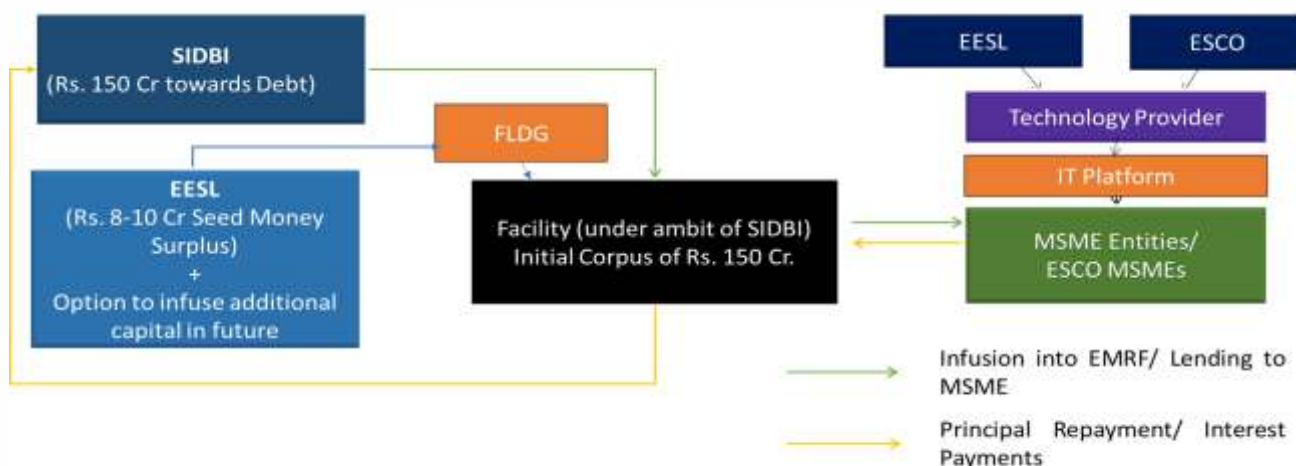 SIDBI
(Rs. 150 Cr towards Debt)
EESL
(Rs. 8-10 Cr Seed Money
Surplus)
+
Option to infuse additional
capital in future
FLDG
Facility (under ambit of SIDBI)
Initial Corpus of Rs. 150 Cr.
EESL
ESCO
Technology Provider
IT Platform
MSME Entities/
ESCO MSMEs
Infusion into EMRF/ Lending to
MSME
Principal Repayment/ Interest
Payments